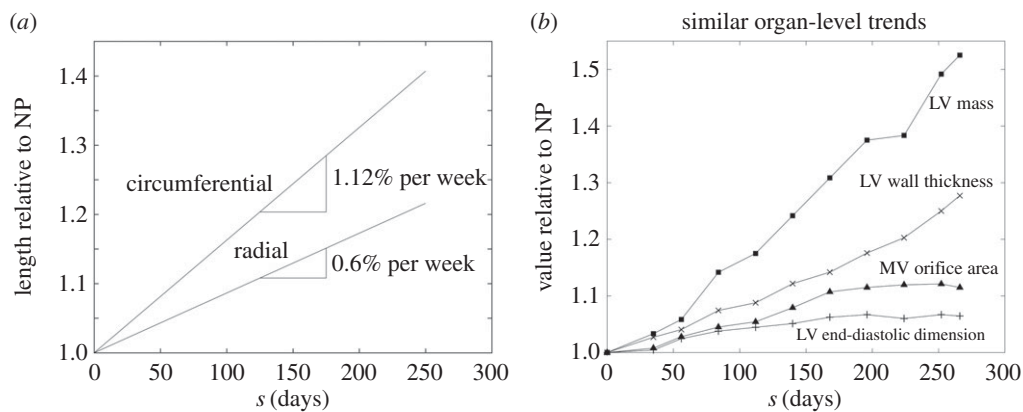 (a)
length relative to NP
1.4
1.3
1.2
1.1
1.0
circumferential
1.12% per week
radial
0.6% per week
0 50 100 150 200 250 300
s (days)
(b) similar organ-level trends
value relative to NP
1.5
1.4
1.3
1.2
1.1
1.0
LV mass
LV wall thickness
MV orifice area
LV end-diastolic dimension
0 50 100 150 200 250 300
s (days)